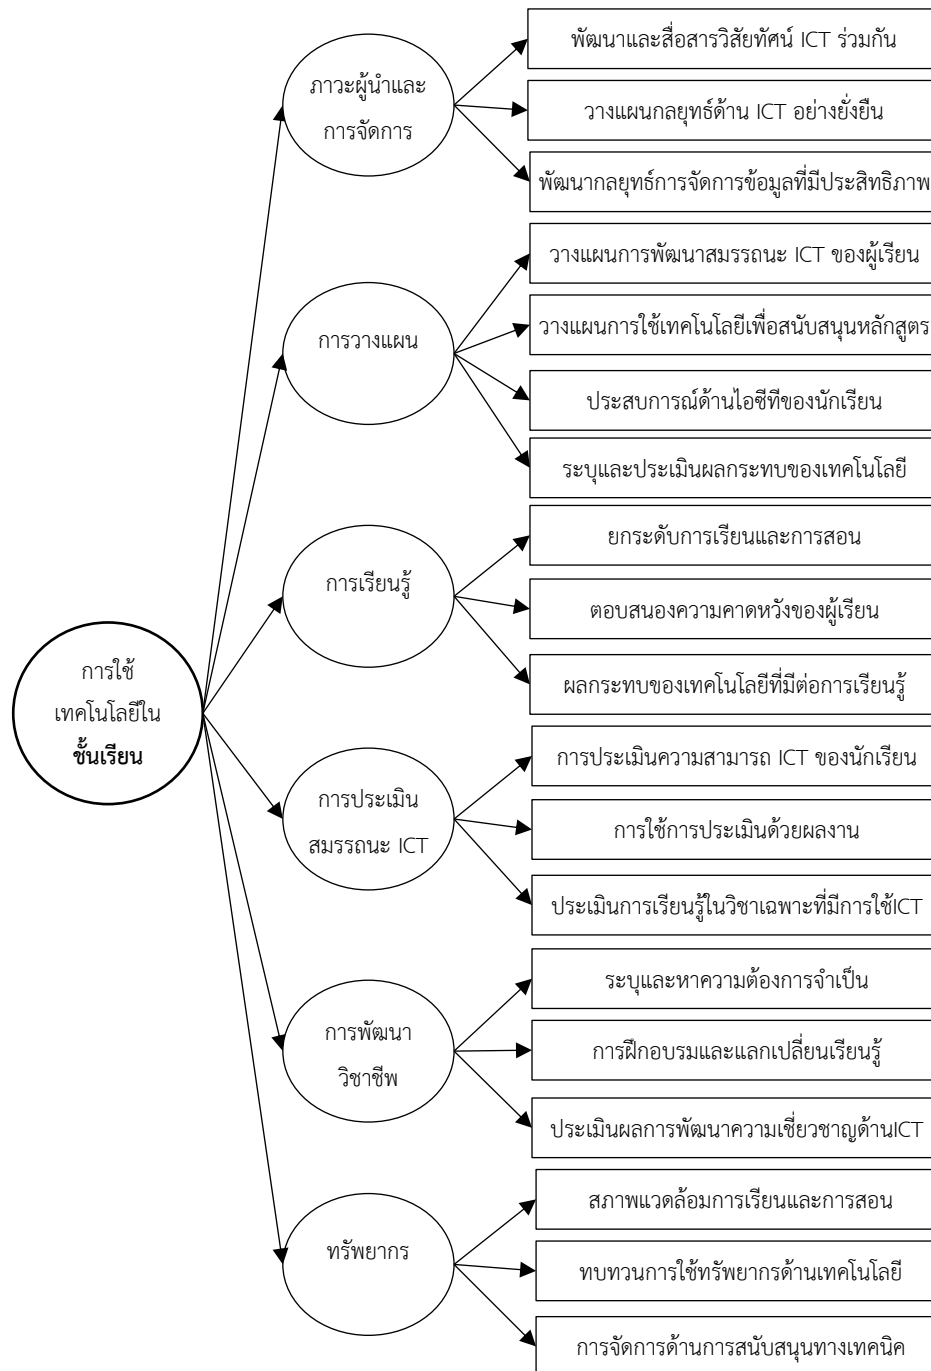 การใช้
เทคโนโลยีใน
ชั้นเรียน
ภาวะผู้นำและ
การจัดการ
พัฒนาและสื่อสารวิสัยทัศน์ ICT ร่วมกัน
วางแผนกลยุทธ์ด้าน ICT อย่างยั่งยืน
พัฒนากลยุทธ์การจัดการข้อมูลที่มีประสิทธิภาพ
การวางแผน
วางแผนการพัฒนาสมรรถนะ ICT ของผู้เรียน
วางแผนการใช้เทคโนโลยีเพื่อสนับสนุนหลักสูตร
ประสบการณ์ด้านไอซีทีของนักเรียน
ระบุและประเมินผลกระทบของเทคโนโลยี
การเรียนรู้
ยกระดับการเรียนและการสอน
ตอบสนองความคาดหวังของผู้เรียน
ผลกระทบของเทคโนโลยีที่มีต่อการเรียนรู้
การประเมิน
สมรรถนะ ICT
การประเมินความสามารถ ICT ของนักเรียน
การใช้การประเมินด้วยผลงาน
ประเมินการเรียนรู้ในวิชาเฉพาะที่มีการใช้ICT
การพัฒนา
วิชาชีพ
ระบุและหาความต้องการจำเป็น
การฝึกอบรมและแลกเปลี่ยนเรียนรู้
ประเมินผลการพัฒนาความเชี่ยวชาญด้านICT
ทรัพยากร
สภาพแวดล้อมการเรียนและการสอน
ทบทวนการใช้ทรัพยากรด้านเทคโนโลยี
การจัดการด้านการสนับสนุนทางเทคนิค